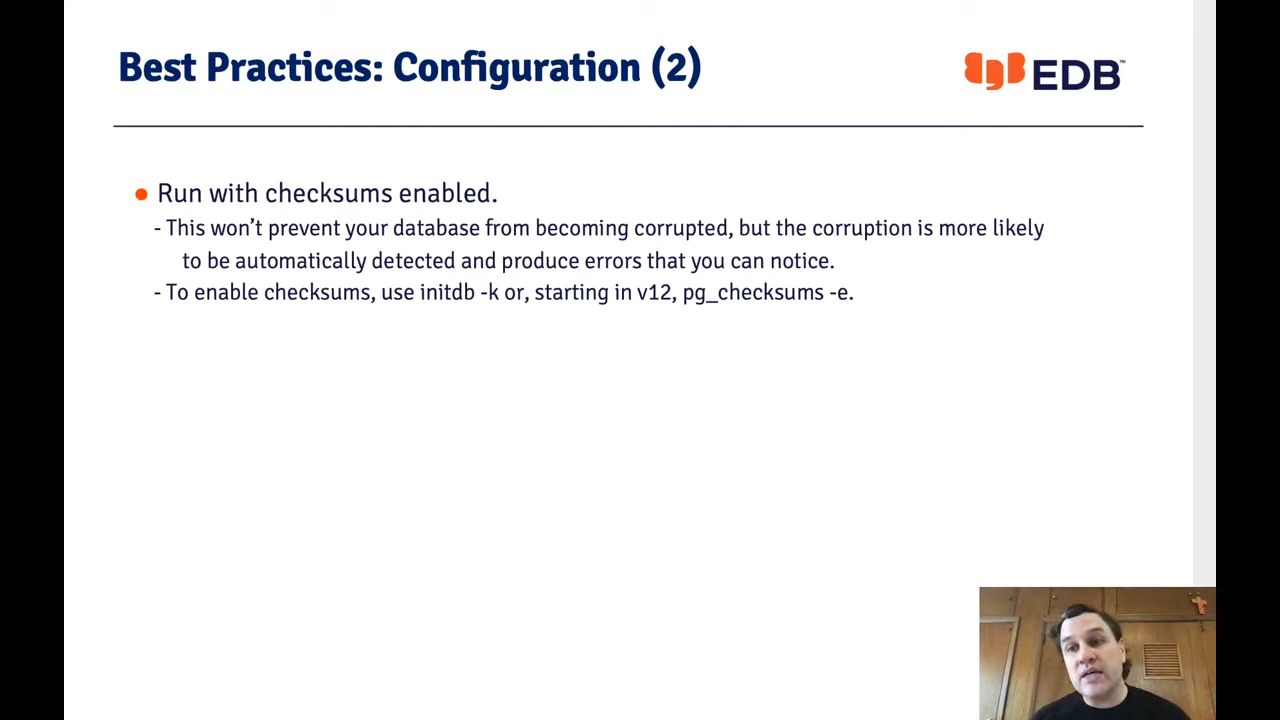 Best Practices: Configuration (2)
EDB™
● Run with checksums enabled.
- This won’t prevent your database from becoming corrupted, but the corruption is more likely
to be automatically detected and produce errors that you can notice.
- To enable checksums, use initdb -k or, starting in v12, pg_checksums -e.